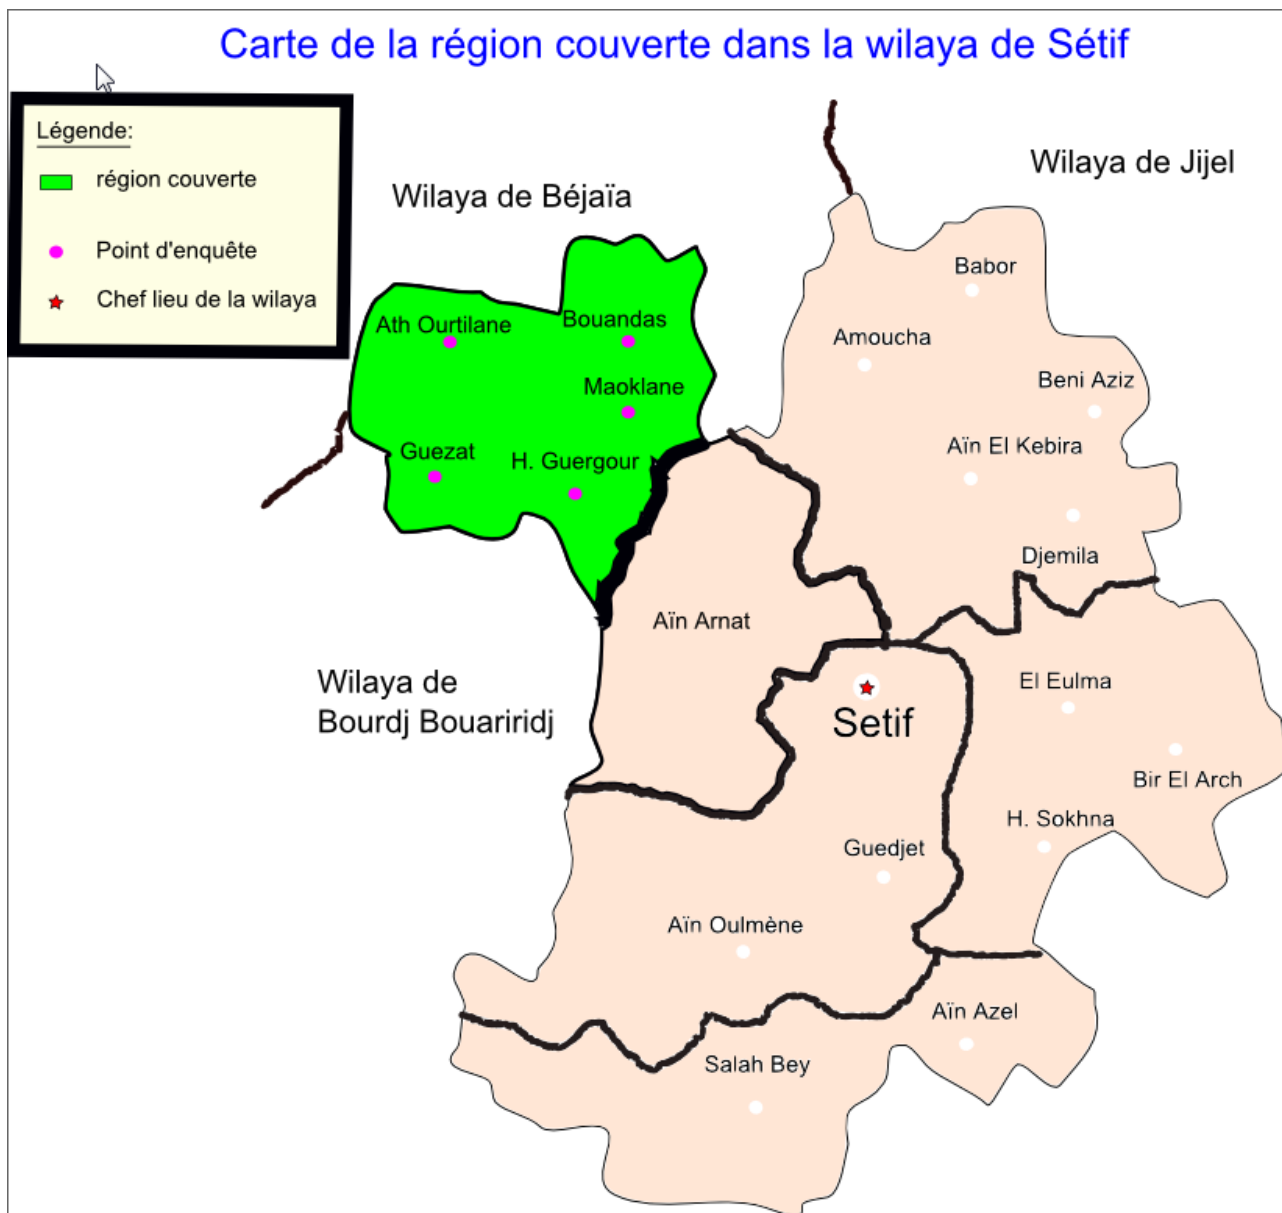 Carte de la région couverte dans la wilaya de Sétif
Légende:
région couverte
Point d'enquête
Chef lieu de la wilaya
Wilaya de Béjaïa
Wilaya de Jijel
Babor
Ath Ourtilane
Bouandas
Amoucha
Maoklane
Beni Aziz
Guezat
H. Guergour
Aïn El Kebira
Djemila
Aïn Arnat
Wilaya de
Bourdj Bouariridj
El Eulma
Setif
Bir El Arch
H. Sokhna
Guedjet
Aïn Oulmène
Aïn Azel
Salah Bey